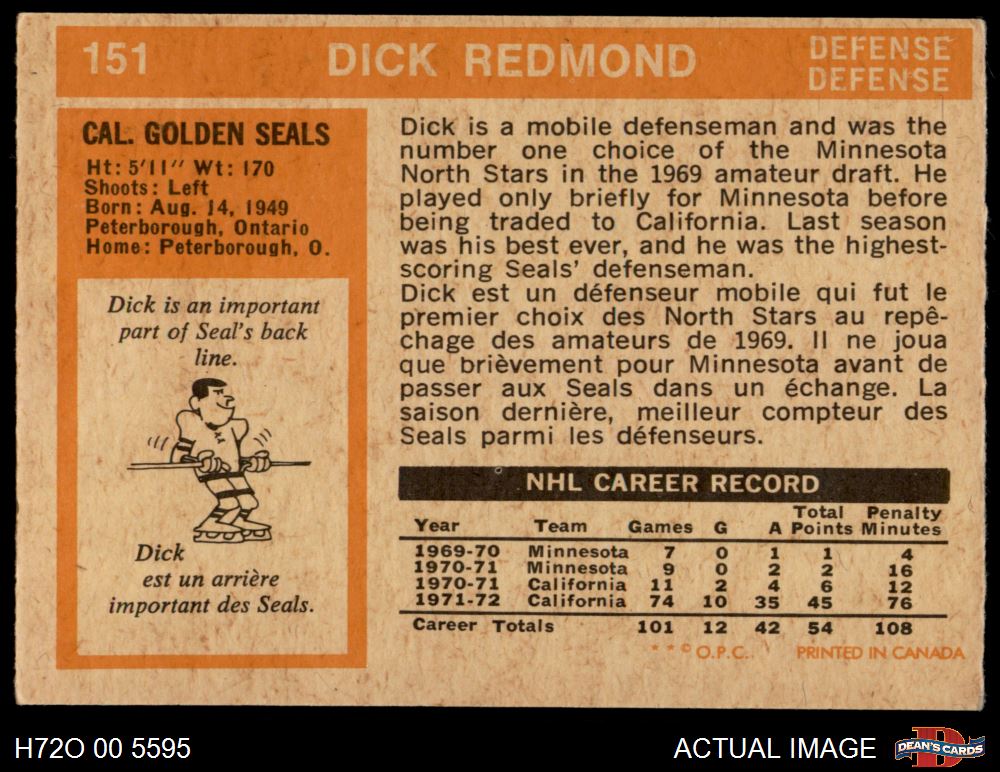 151 DICK REDMOND DEFENSE
DEFENSE
CAL. GOLDEN SEALS
Ht: 5'11'' Wt: 170
Shoots: Left
Born: Aug. 14, 1949
Peterborough, Ontario
Home: Peterborough, O.
Dick is an important
part of Seal's back
line.
Dick
est un arrière
important des Seals.
Dick is a mobile defenseman and was the
number one choice of the Minnesota
North Stars in the 1969 amateur draft. He
played only briefly for Minnesota before
being traded to California. Last season
was his best ever, and he was the highest-
scoring Seals' defenseman.
Dick est un défenseur mobile qui fut le
premier choix des North Stars au repê-
chage des amateurs de 1969. Il ne joua
que brièvement pour Minnesota avant de
passer aux Seals dans un échange. La
saison dernière, meilleur compteur des
Seals parmi les défenseurs.
NHL CAREER RECORD
Year Team Games G A Total Points Penalty Minutes
1969-70 Minnesota 7 0 1 1 4
1970-71 Minnesota 9 0 2 2 16
1970-71 California 11 2 4 6 12
1971-72 California 74 10 35 45 76
Career Totals 101 12 42 54 108
* * © O.P.C. PRINTED IN CANADA
H72O 00 5595 ACTUAL IMAGE DEAN'S CARDS